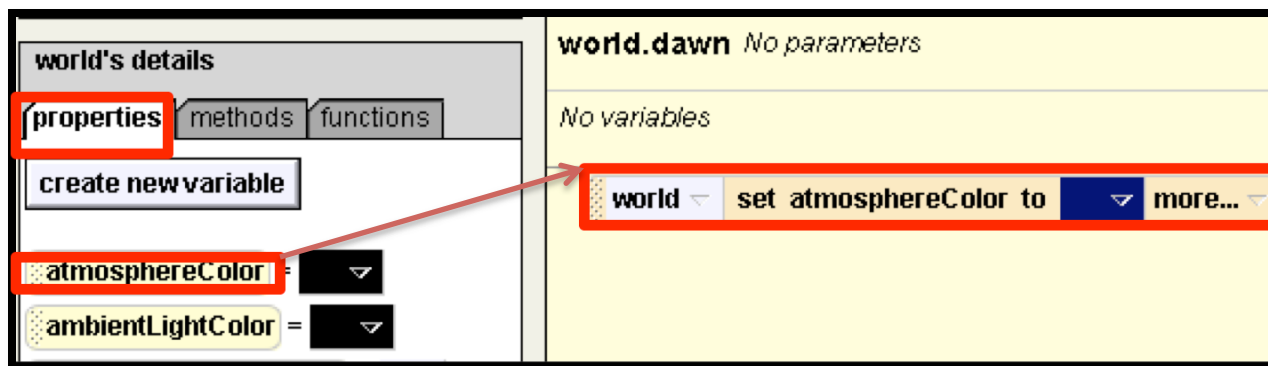 world's details
properties methods functions
create new variable
atmosphereColor =
ambientLightColor =
world.dawn No parameters
No variables
world set atmosphereColor to more...